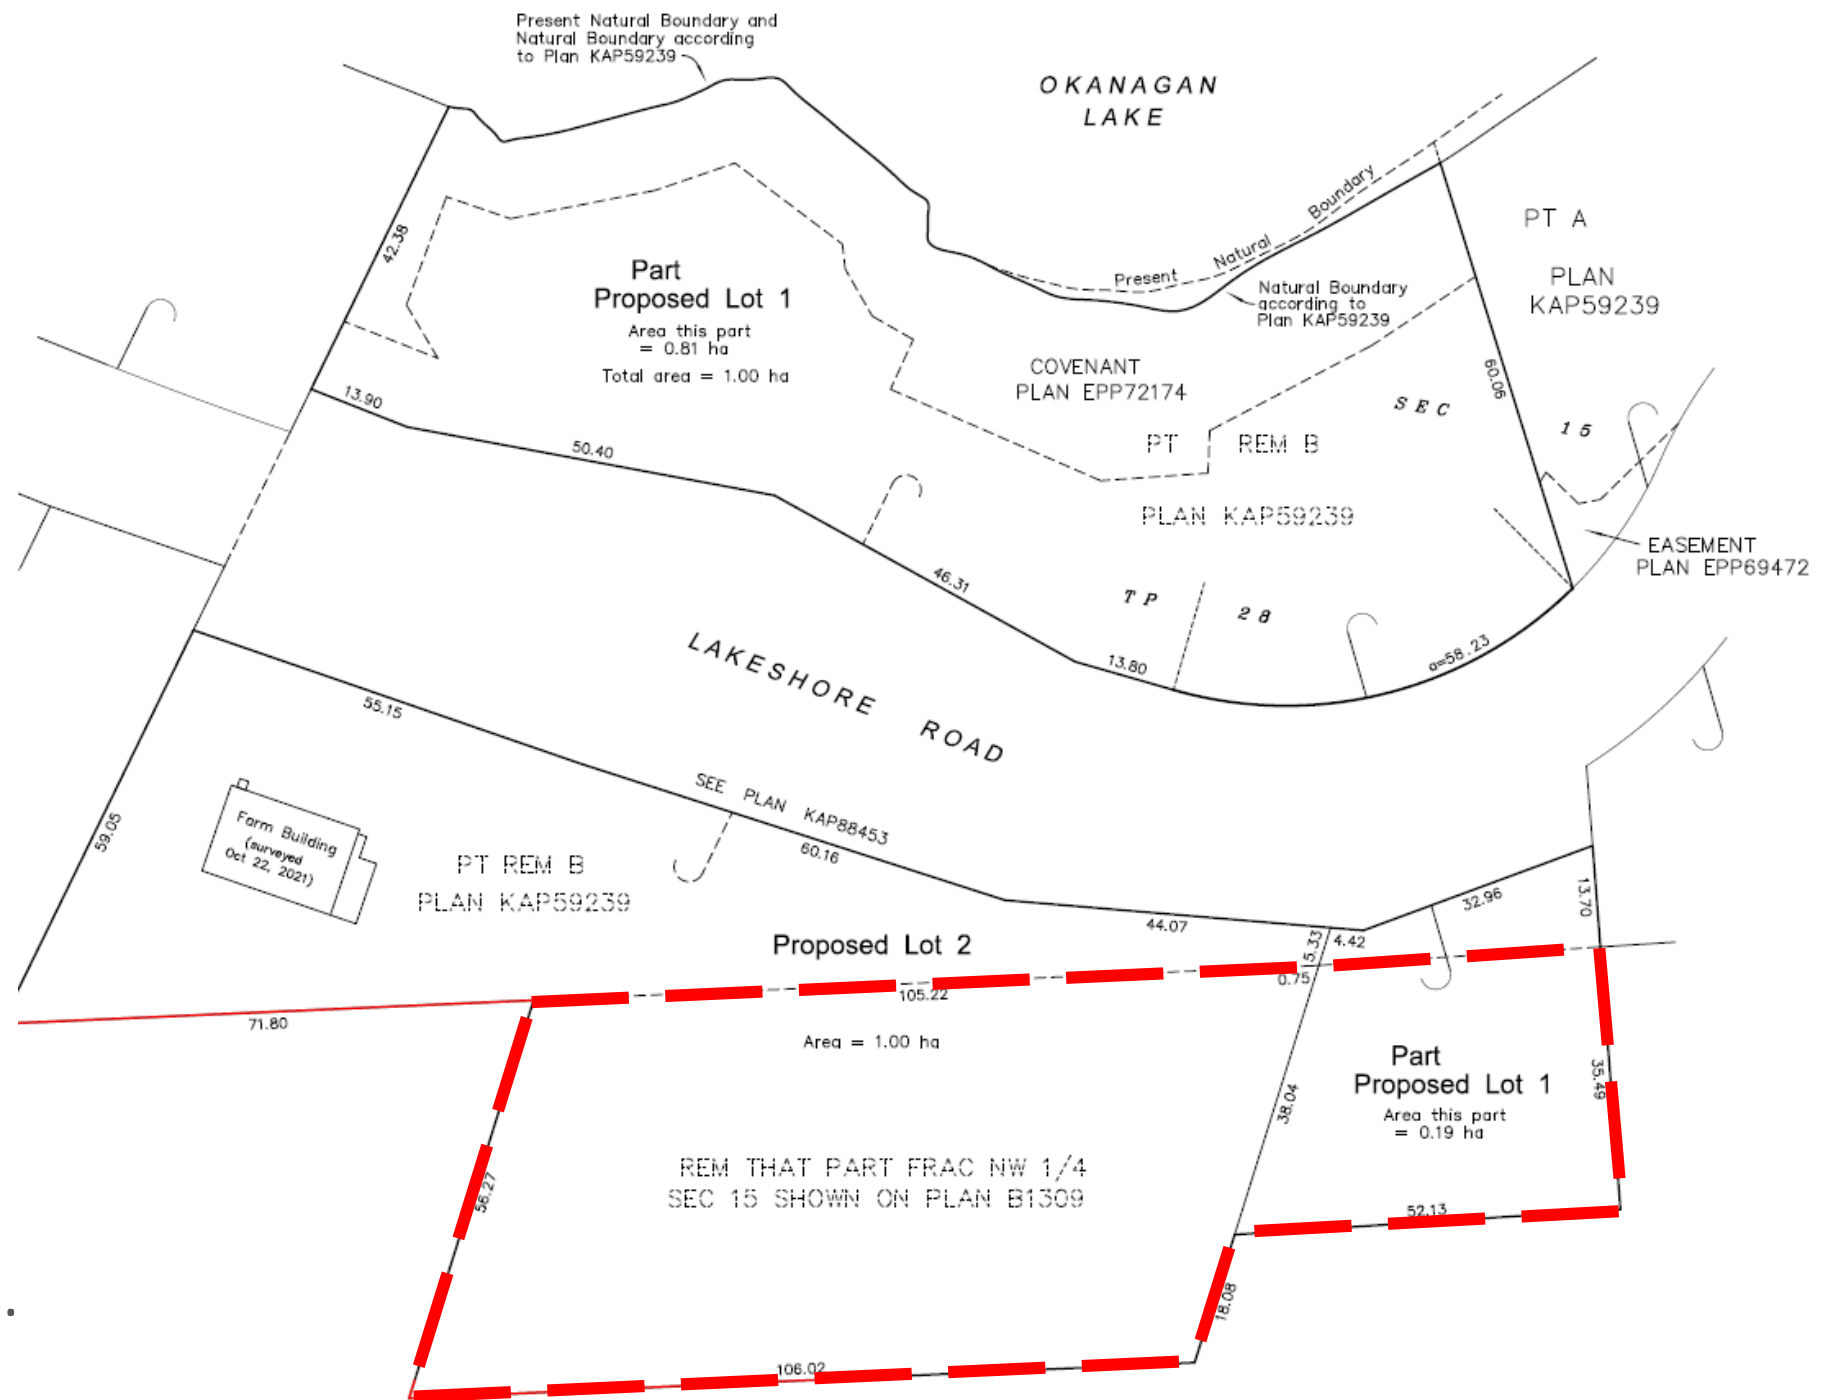 Present Natural Boundary and
Natural Boundary according
to Plan KAP59239
OKANAGAN
LAKE
PT A
PLAN
KAP59239
Present Natural Boundary
Natural Boundary
according to
Plan KAP59239
42.38
Part
Proposed Lot 1
Area this part
= 0.81 ha
Total area = 1.00 ha
COVENANT
PLAN EPP72174
60.06
SEC 15
13.90
50.40
PT REM B
PLAN KAP59239
EASEMENT
PLAN EPP69472
46.31
TP 28
13.80
a=58.23
LAKESHORE ROAD
55.15
SEE PLAN KAP88453
60.16
59.05
Farm Building
(surveyed
Oct 22, 2021)
PT REM B
PLAN KAP59239
44.07
15.33
4.42
32.96
13.70
Proposed Lot 2
0.75
105.22
71.80
Area = 1.00 ha
Part
Proposed Lot 1
Area this part
= 0.19 ha
35.49
38.04
56.27
REM THAT PART FRAC NW 1/4
SEC 15 SHOWN ON PLAN B1309
52.13
18.08
106.02